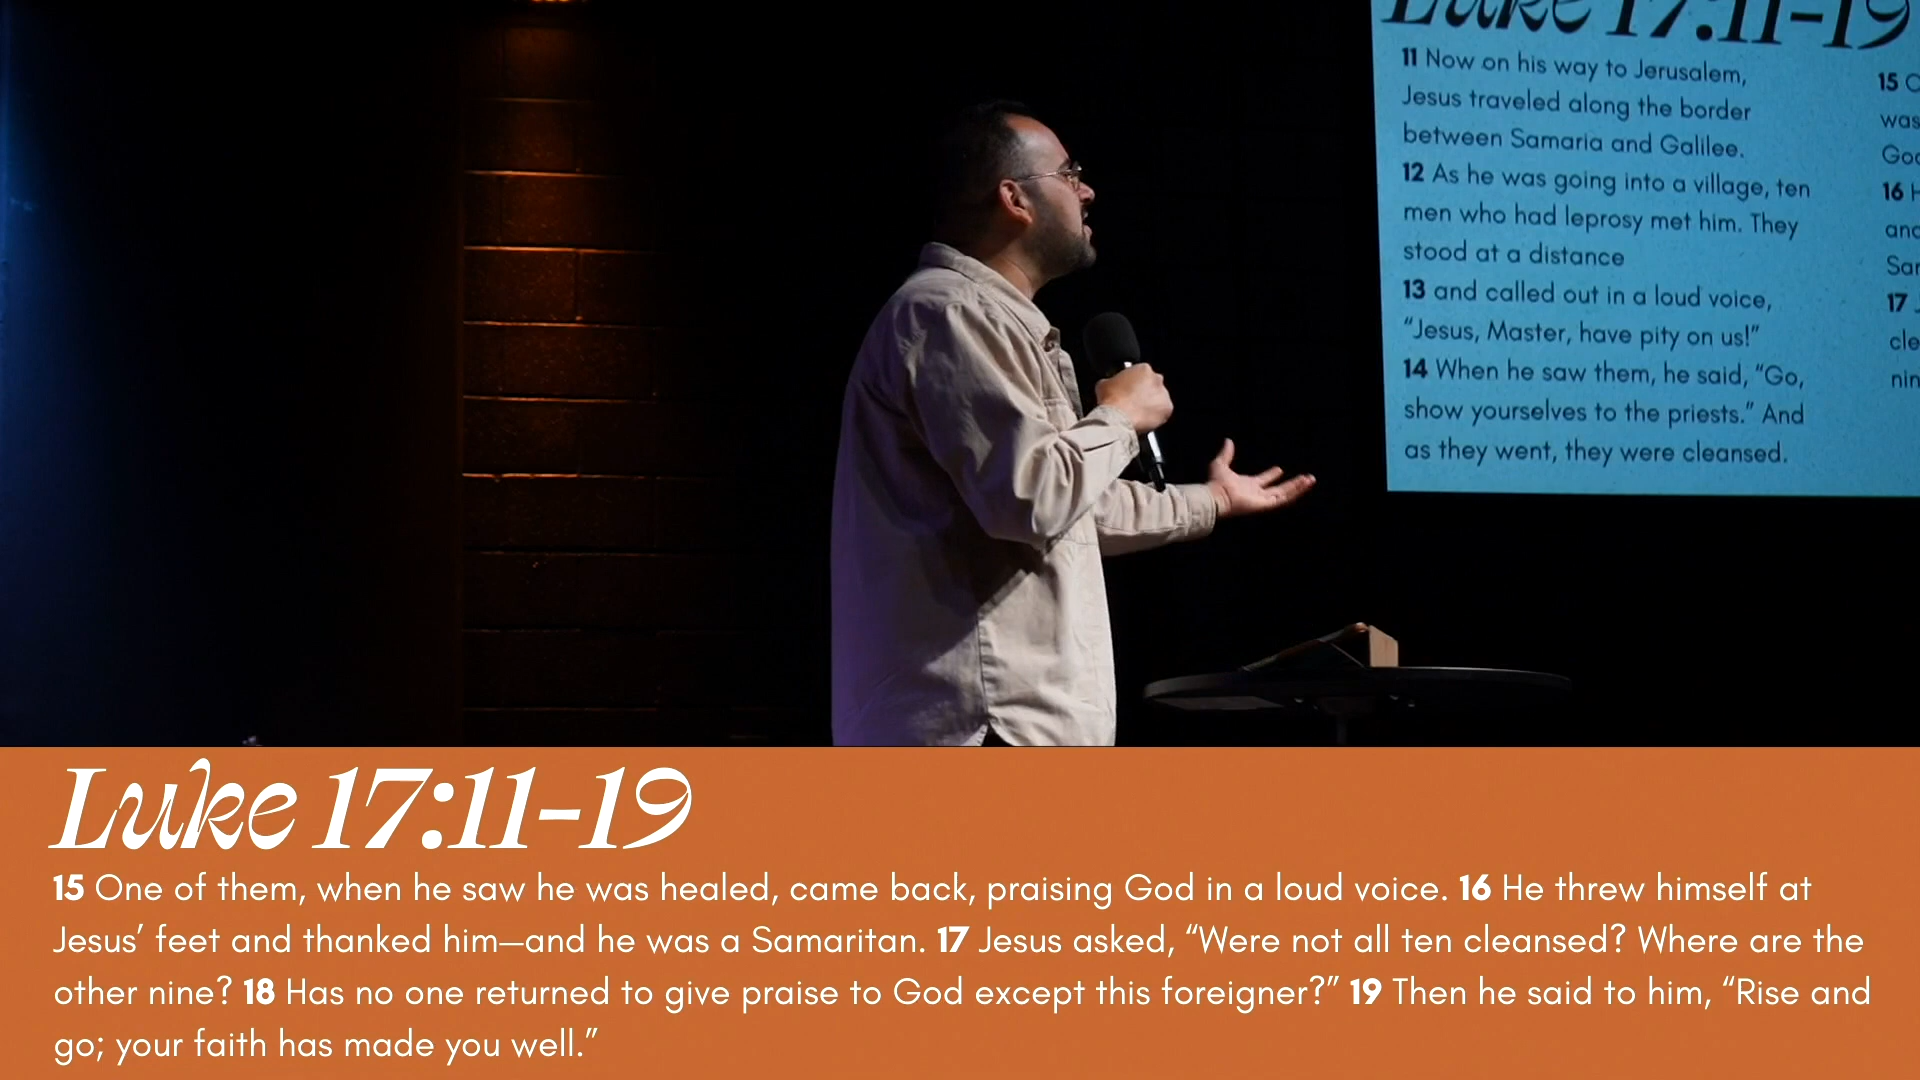 Luke 17:11-19
11 Now on his way to Jerusalem,
Jesus traveled along the border
between Samaria and Galilee.
12 As he was going into a village, ten
men who had leprosy met him. They
stood at a distance
13 and called out in a loud voice,
“Jesus, Master, have pity on us!”
14 When he saw them, he said, “Go,
show yourselves to the priests.” And
as they went, they were cleansed.
15
was
16
17
Luke 17:11-19
15 One of them, when he saw he was healed, came back, praising God in a loud voice. 16 He threw himself at
Jesus’ feet and thanked him—and he was a Samaritan. 17 Jesus asked, “Were not all ten cleansed? Where are the
other nine? 18 Has no one returned to give praise to God except this foreigner?” 19 Then he said to him, “Rise and
go; your faith has made you well.”